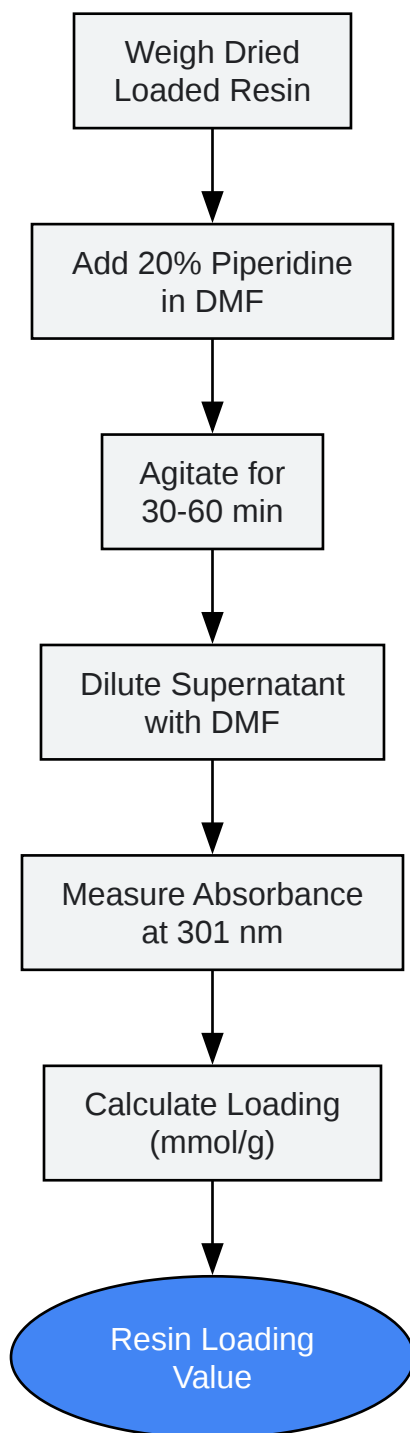 Weigh Dried
Loaded Resin
Add 20% Piperidine
in DMF
Agitate for
30-60 min
Dilute Supernatant
with DMF
Measure Absorbance
at 301 nm
Calculate Loading
(mmol/g)
Resin Loading
Value